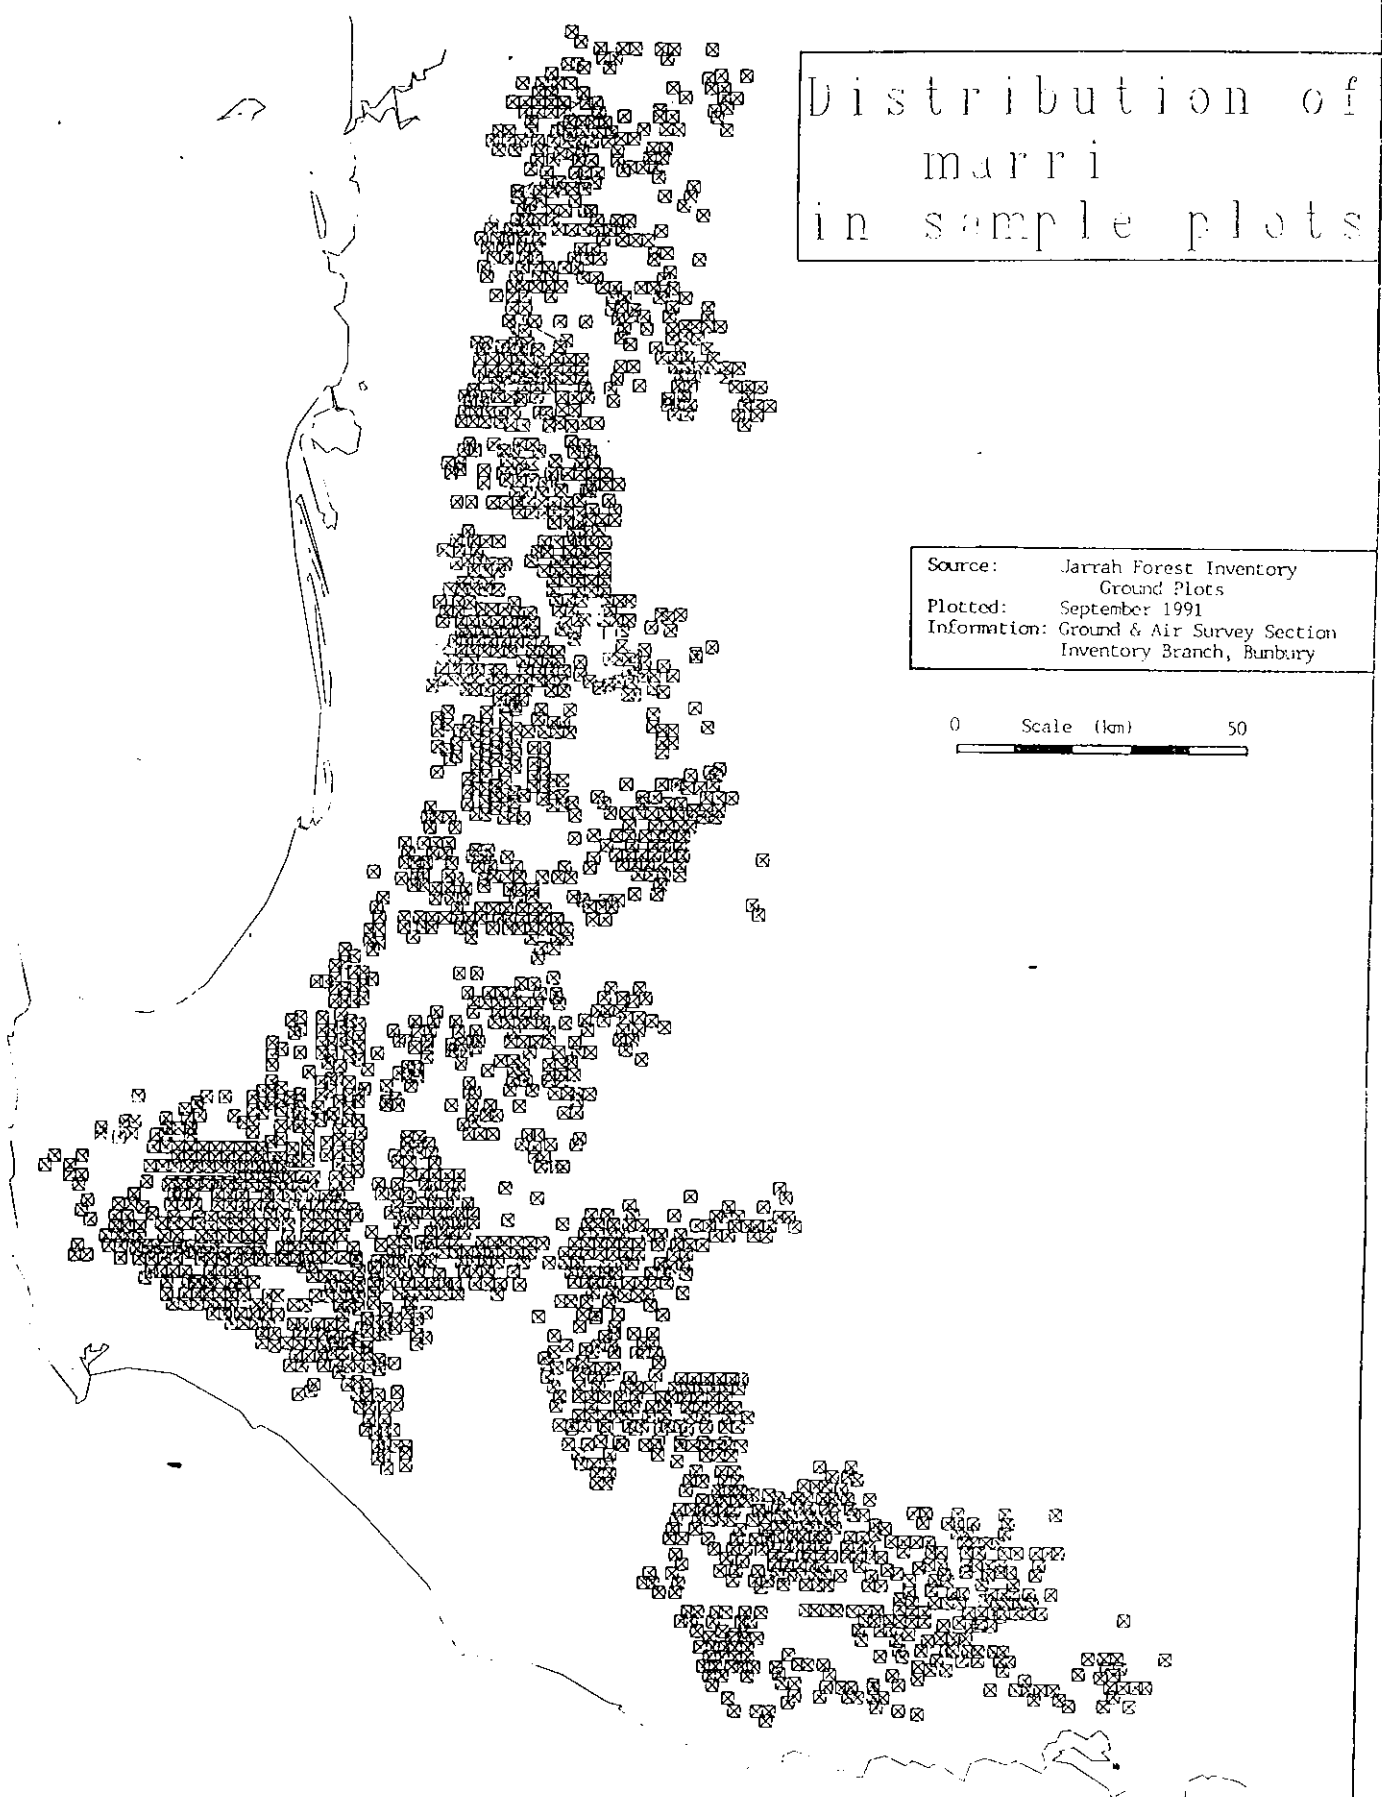 Distribution of
marri
in sample plots
Source: Jarrah Forest Inventory
Ground Plots
Plotted: September 1991
Information: Ground & Air Survey Section
Inventory Branch, Bunbury
0 Scale (km) 50